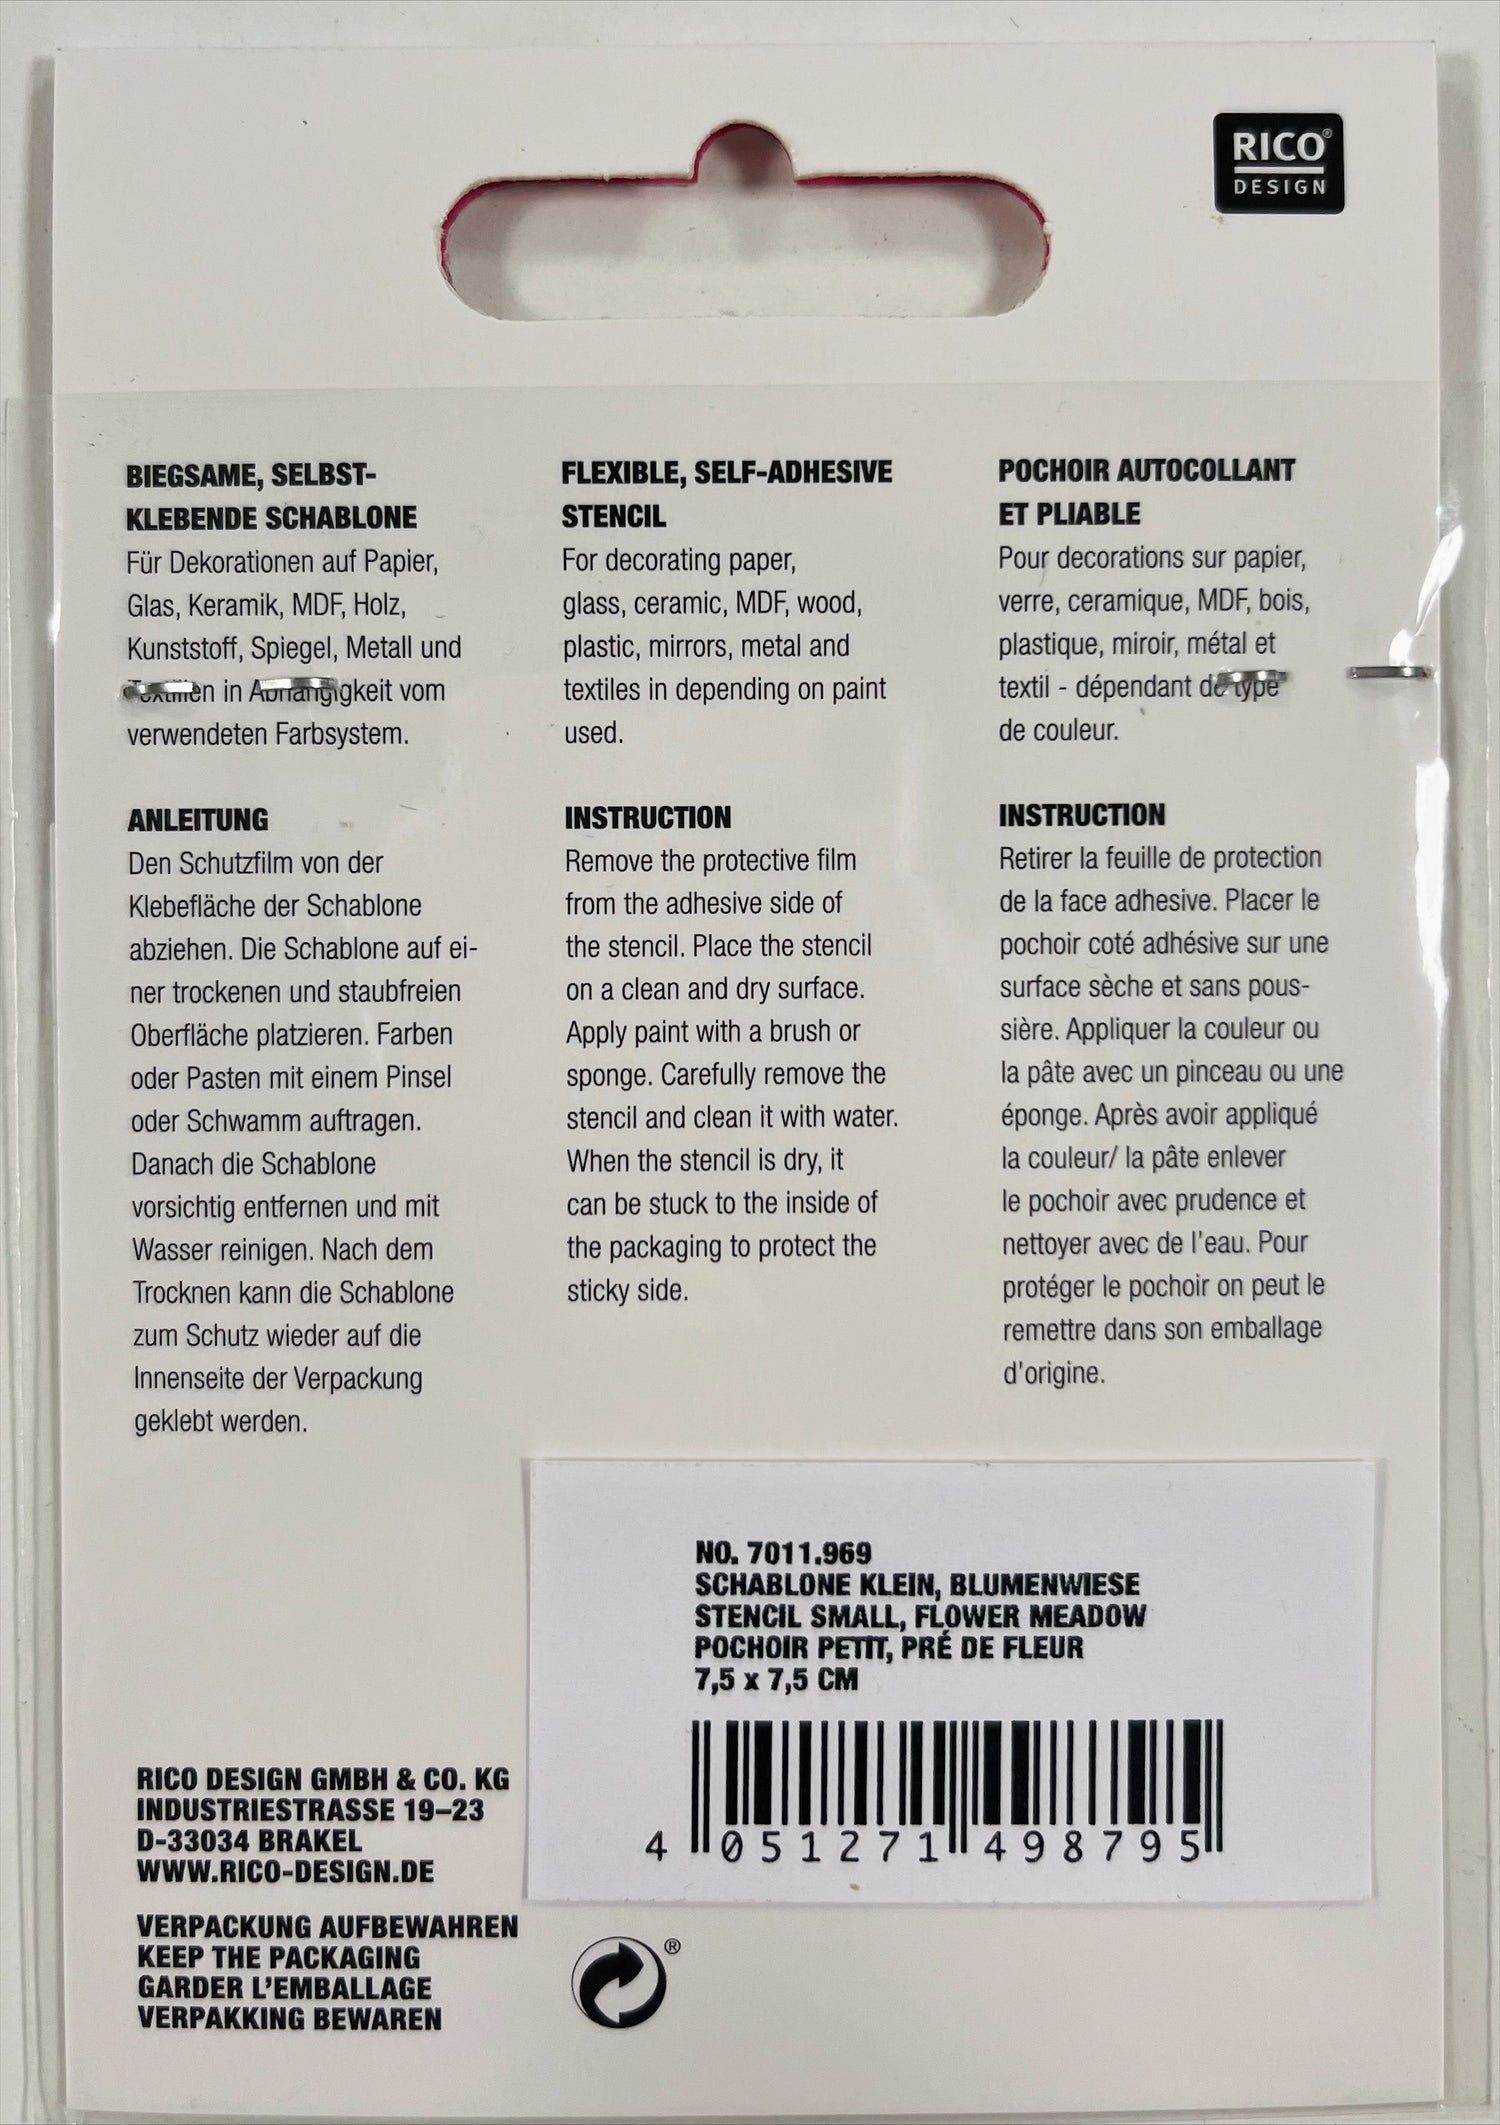 RICO®
DESIGN
BIEGSAME, SELBST-
KLEBENDE SCHABLONE
Für Dekorationen auf Papier,
Glas, Keramik, MDF, Holz,
Kunststoff, Spiegel, Metall und
Textilien in Abhängigkeit vom
verwendeten Farbsystem.
ANLEITUNG
Den Schutzfilm von der
Klebefläche der Schablone
abziehen. Die Schablone auf ei-
ner trockenen und staubfreien
Oberfläche platzieren. Farben
oder Pasten mit einem Pinsel
oder Schwamm auftragen.
Danach die Schablone
vorsichtig entfernen und mit
Wasser reinigen. Nach dem
Trocknen kann die Schablone
zum Schutz wieder auf die
Innenseite der Verpackung
geklebt werden.
FLEXIBLE, SELF-ADHESIVE
STENCIL
For decorating paper,
glass, ceramic, MDF, wood,
plastic, mirrors, metal and
textiles in depending on paint
used.
INSTRUCTION
Remove the protective film
from the adhesive side of
the stencil. Place the stencil
on a clean and dry surface.
Apply paint with a brush or
sponge. Carefully remove the
stencil and clean it with water.
When the stencil is dry, it
can be stuck to the inside of
the packaging to protect the
sticky side.
POCHOIR AUTOCOLLANT
ET PLIABLE
Pour decorations sur papier,
verre, ceramique, MDF, bois,
plastique, miroir, métal et
textil - dépendant de type
de couleur.
INSTRUCTION
Retirer la feuille de protection
de la face adhesive. Placer le
pochoir coté adhésive sur une
surface sèche et sans pous-
sière. Appliquer la couleur ou
la pâte avec un pinceau ou une
éponge. Après avoir appliqué
la couleur/ la pâte enlever
le pochoir avec prudence et
nettoyer avec de l'eau. Pour
protéger le pochoir on peut le
remettre dans son emballage
d'origine.
NO. 7011.969
SCHABLONE KLEIN, BLUMENWIESE
STENCIL SMALL, FLOWER MEADOW
POCHOIR PETIT, PRÉ DE FLEUR
7,5 x 7,5 CM
4 051271 498795
RICO DESIGN GMBH & CO. KG
INDUSTRIESTRASSE 19–23
D-33034 BRAKEL
WWW.RICO-DESIGN.DE
VERPACKUNG AUFBEWAHREN
KEEP THE PACKAGING
GARDER L'EMBALLAGE
VERPAKKING BEWAREN
®